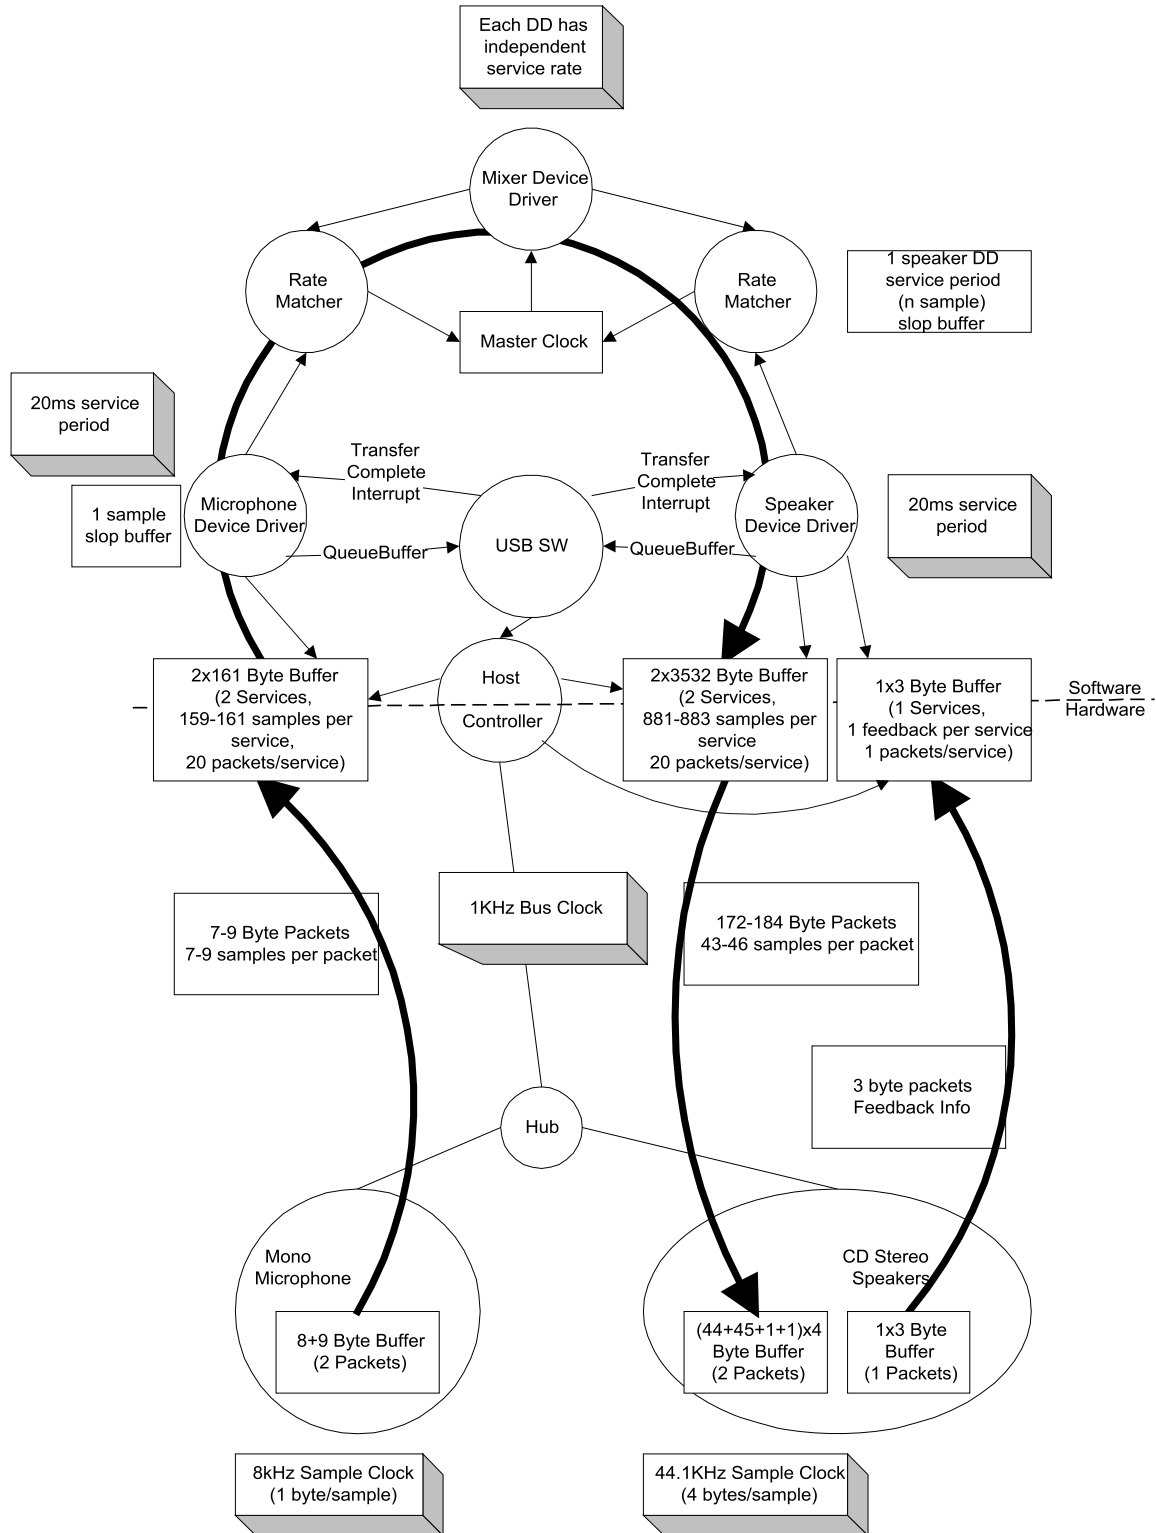 Each DD has
independent
service rate
Mixer Device
Driver
Rate
Matcher
Rate
Matcher
1 speaker DD
service period
(n sample)
slop buffer
Master Clock
20ms service
period
Transfer
Complete
Interrupt
Transfer
Complete
Interrupt
1 sample
slop buffer
Microphone
Device Driver
USB SW
Speaker
Device Driver
20ms service
period
QueueBuffer
QueueBuffer
2x161 Byte Buffer
(2 Services,
159-161 samples per
service,
20 packets/service)
Host
Controller
2x3532 Byte Buffer
(2 Services,
881-883 samples per
service
20 packets/service)
1x3 Byte Buffer
(1 Services,
1 feedback per service
1 packets/service)
Software
Hardware
7-9 Byte Packets
7-9 samples per packet
1KHz Bus Clock
172-184 Byte Packets
43-46 samples per packet
3 byte packets
Feedback Info
Hub
Mono
Microphone
CD Stereo
Speakers
8+9 Byte Buffer
(2 Packets)
(44+45+1+1)x4
Byte Buffer
(2 Packets)
1x3 Byte
Buffer
(1 Packets)
8kHz Sample Clock
(1 byte/sample)
44.1KHz Sample Clock
(4 bytes/sample)